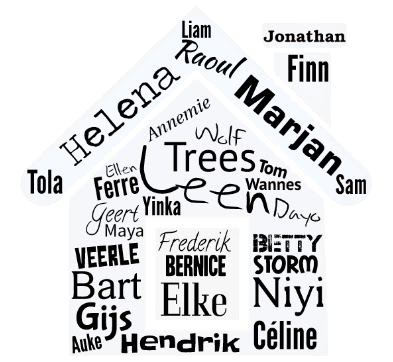 Liam
Jonathan
Raoul
Finn
Helena
Marjan
Annemie
Wolf
Trees
Tom
Ellen
Ferre
Leen
Wannes
Tola
Sam
Yinka
Geert
Dayo
Maya
Frederik
BETTY
VEERLE
BERNICE
STORM
Bart
Elke
Niyi
Gijs
Céline
Auke
Hendrik